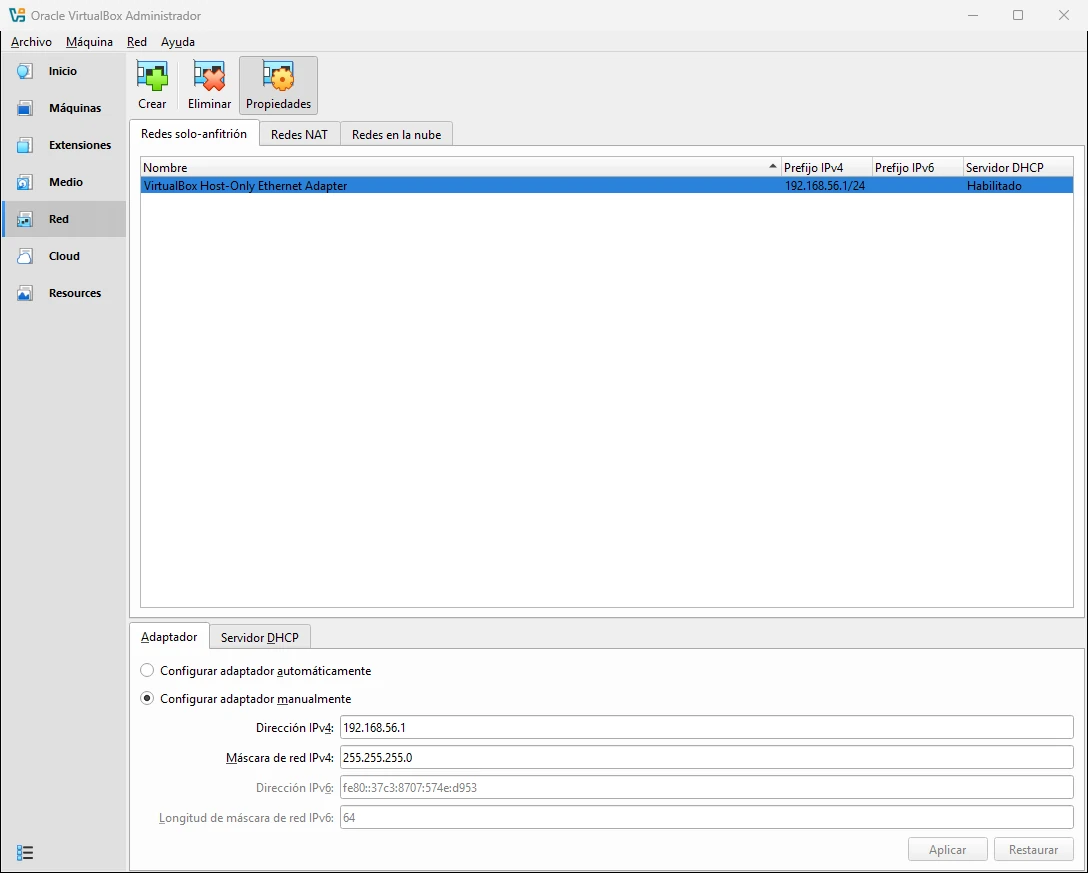 Oracle VirtualBox Administrador
Archivo Máquina Red Ayuda
Inicio
Máquinas
Extensiones
Medio
Red
Cloud
Resources
Crear Eliminar Propiedades
Redes solo-anfitrión Redes NAT Redes en la nube
Nombre Prefijo IPv4 Prefijo IPv6 Servidor DHCP
VirtualBox Host-Only Ethernet Adapter 192.168.56.1/24 Habilitado
Adaptador Servidor DHCP
Configurar adaptador automáticamente
Configurar adaptador manualmente
Dirección IPv4: 192.168.56.1
Máscara de red IPv4: 255.255.255.0
Dirección IPv6: fe80::37c3:8707:574e:d953
Longitud de máscara de red IPv6: 64
Aplicar Restaurar